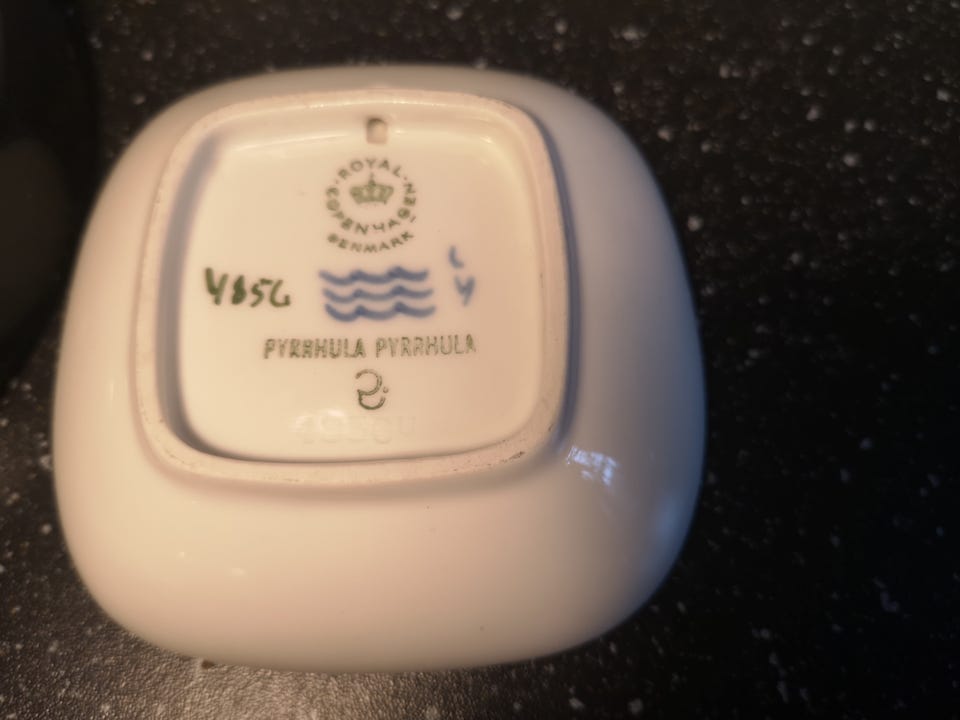 ROYAL COPENHAGEN
DENMARK
4856
PYRRHULA PYRRHULA